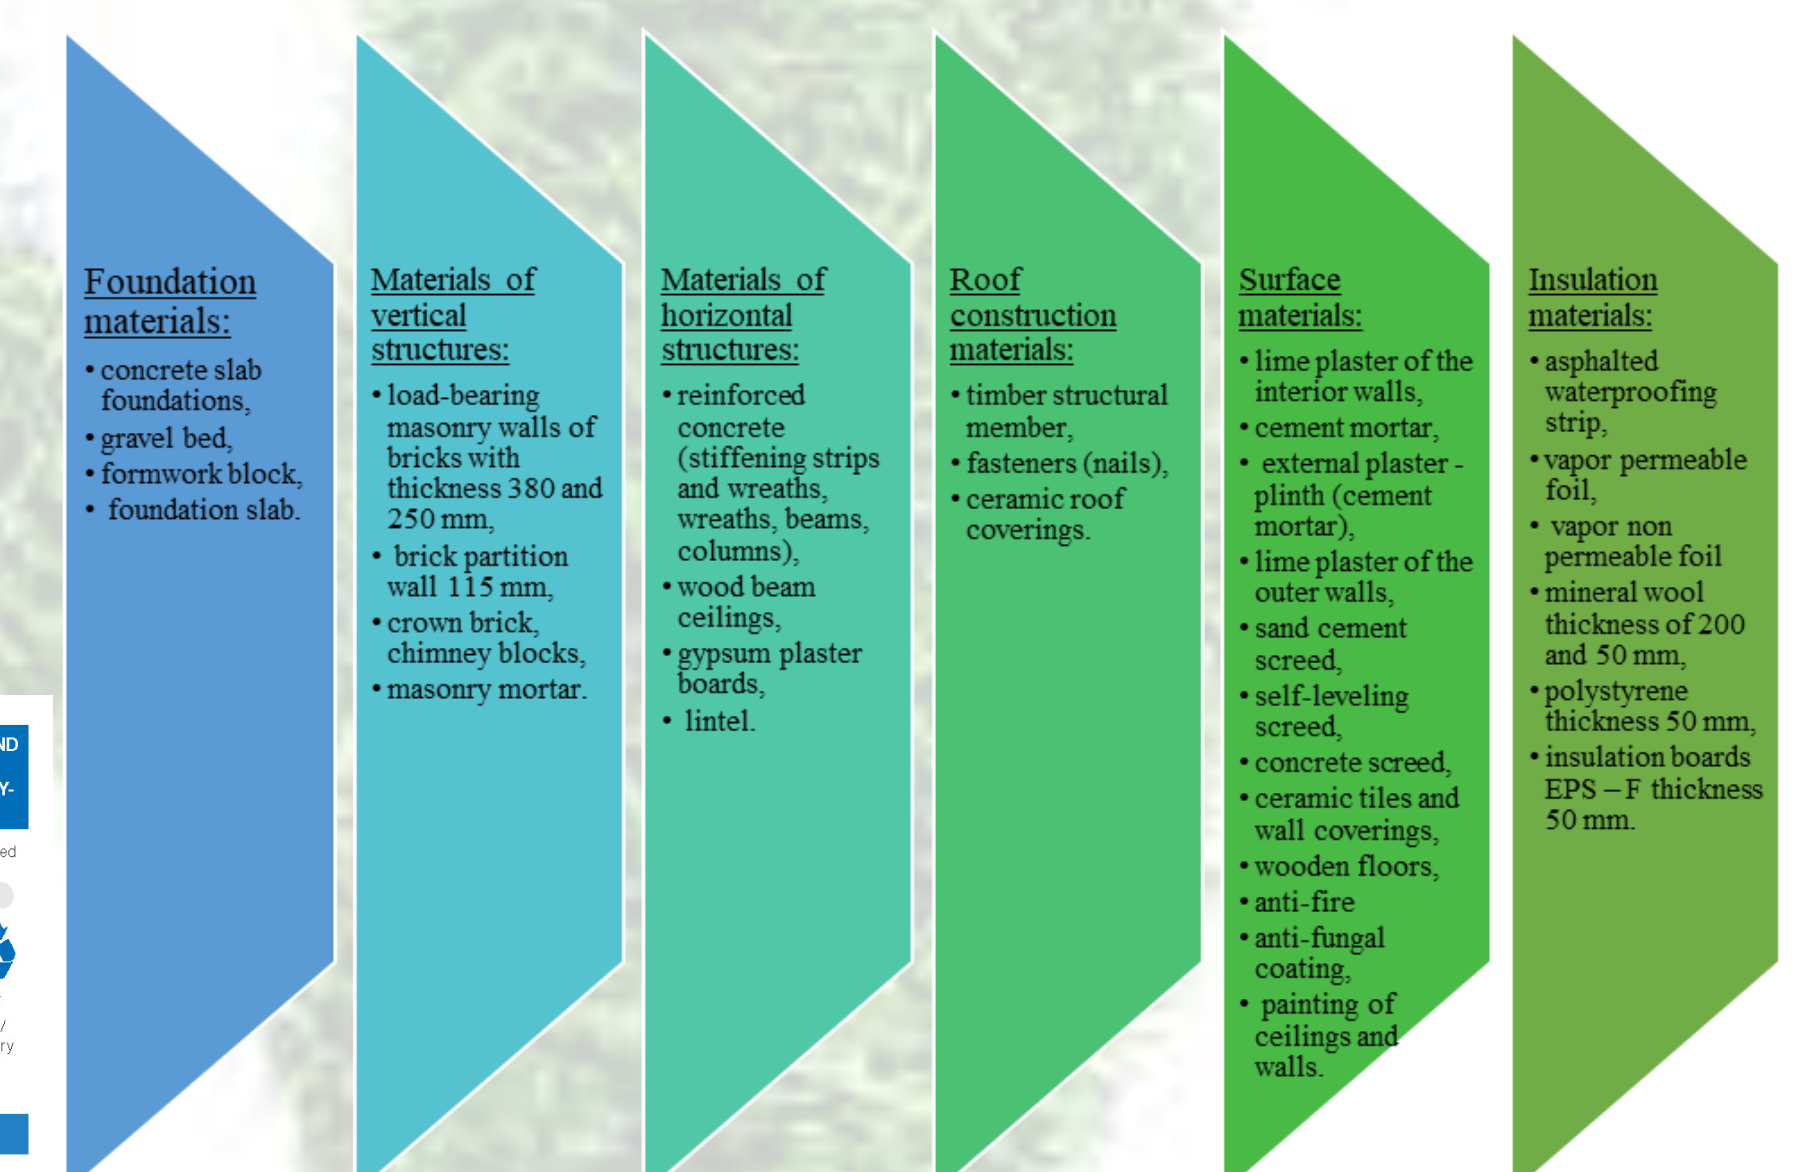 Foundation
materials:
• concrete slab
foundations,
• gravel bed,
• formwork block,
• foundation slab.
Materials of
vertical
structures:
• load-bearing
masonry walls of
bricks with
thickness 380 and
250 mm,
• brick partition
wall 115 mm,
• crown brick,
chimney blocks,
• masonry mortar.
Materials of
horizontal
structures:
• reinforced
concrete
(stiffening strips
and wreaths,
wreaths, beams,
columns),
• wood beam
ceilings,
• gypsum plaster
boards,
• lintel.
Roof
construction
materials:
• timber structural
member,
• fasteners (nails),
• ceramic roof
coverings.
Surface
materials:
• lime plaster of the
interior walls,
• cement mortar,
• external plaster -
plinth (cement
mortar),
• lime plaster of the
outer walls,
• sand cement
screed,
• self-leveling
screed,
• concrete screed,
• ceramic tiles and
wall coverings,
• wooden floors,
• anti-fire
• anti-fungal
coating,
• painting of
ceilings and
walls.
Insulation
materials:
• asphalted
waterproofing
strip,
• vapor permeable
foil,
• vapor non
permeable foil
• mineral wool
thickness of 200
and 50 mm,
• polystyrene
thickness 50 mm,
• insulation boards
EPS – F thickness
50 mm.
ND
Y-
ed
/
ry